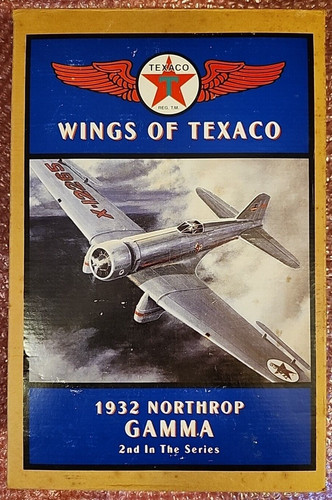 TEXACO
T
REG. T.M.
WINGS OF TEXACO
X-12265
1932 NORTHROP
GAMMA
2nd In The Series